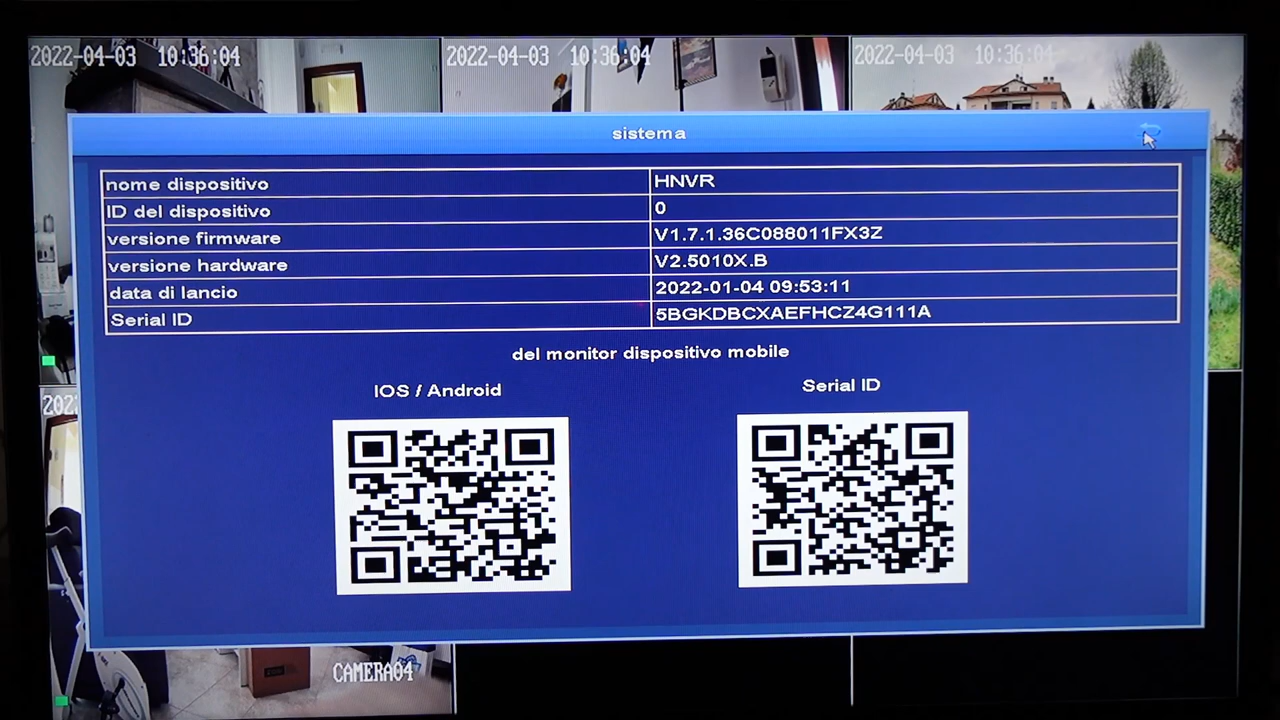 2022-04-03 10:36:04
2022-04-03 10:36:04
2022-04-03 10:36:04
sistema
nome dispositivo HNVR
ID del dispositivo 0
versione firmware V1.7.1.36C088011FX3Z
versione hardware V2.5010X.B
data di lancio 2022-01-04 09:53:11
Serial ID 5BGKDBCXAEFHCZ4G111A
del monitor dispositivo mobile
IOS / Android
Serial ID
CAMERA04